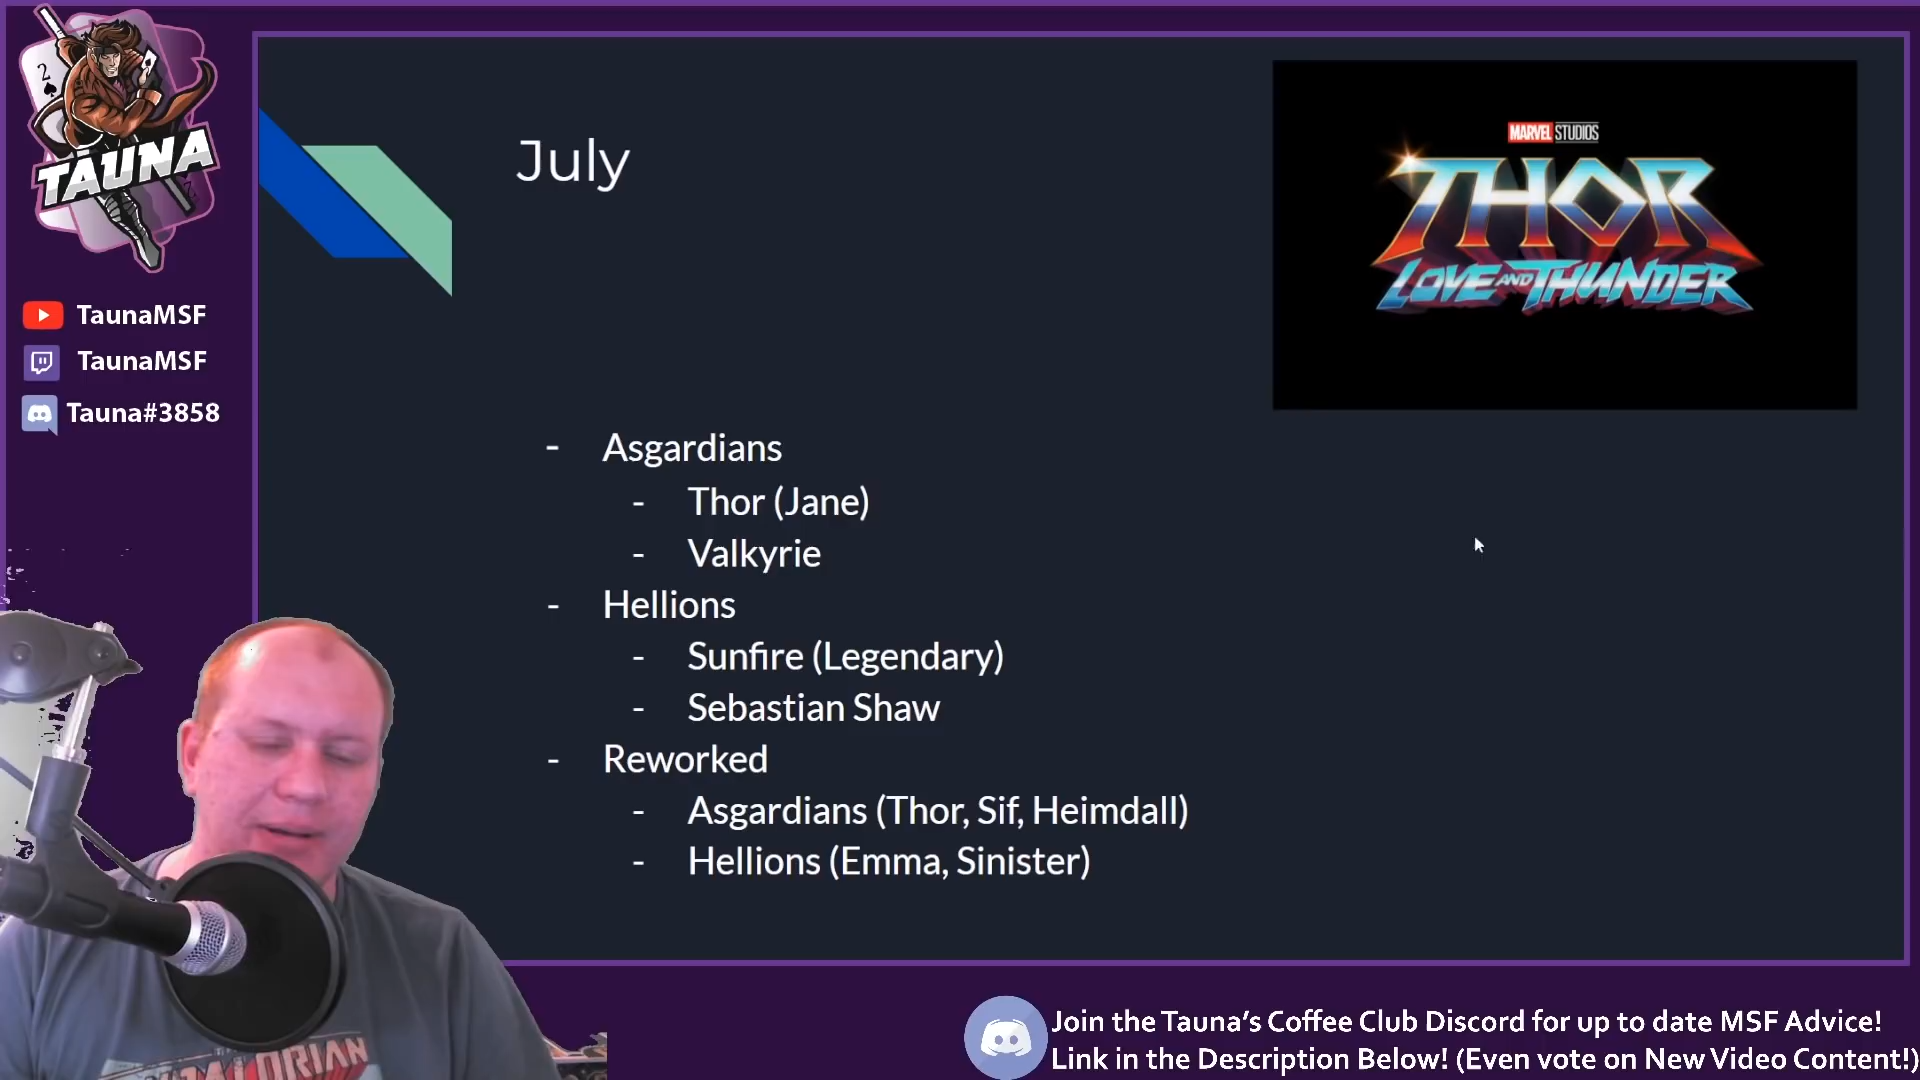 2
TAUNA
TaunaMSF
TaunaMSF
Tauna#3858
July
MARVEL STUDIOS
THOR
LOVE AND THUNDER
- Asgardians
- Thor (Jane)
- Valkyrie
- Hellions
- Sunfire (Legendary)
- Sebastian Shaw
- Reworked
- Asgardians (Thor, Sif, Heimdall)
- Hellions (Emma, Sinister)
Join the Tauna's Coffee Club Discord for up to date MSF Advice!
Link in the Description Below! (Even vote on New Video Content!)